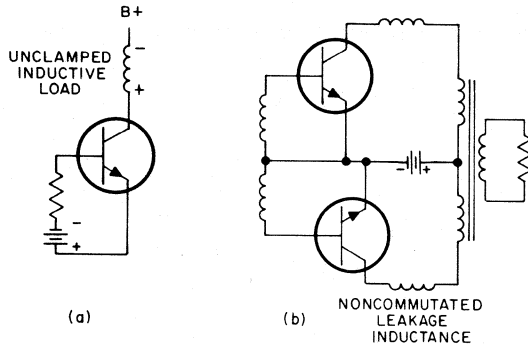 B+
−
UNCLAMPED
INDUCTIVE
LOAD
+
−
+
(a)
− +
(b)
NONCOMMUTATED
LEAKAGE
INDUCTANCE